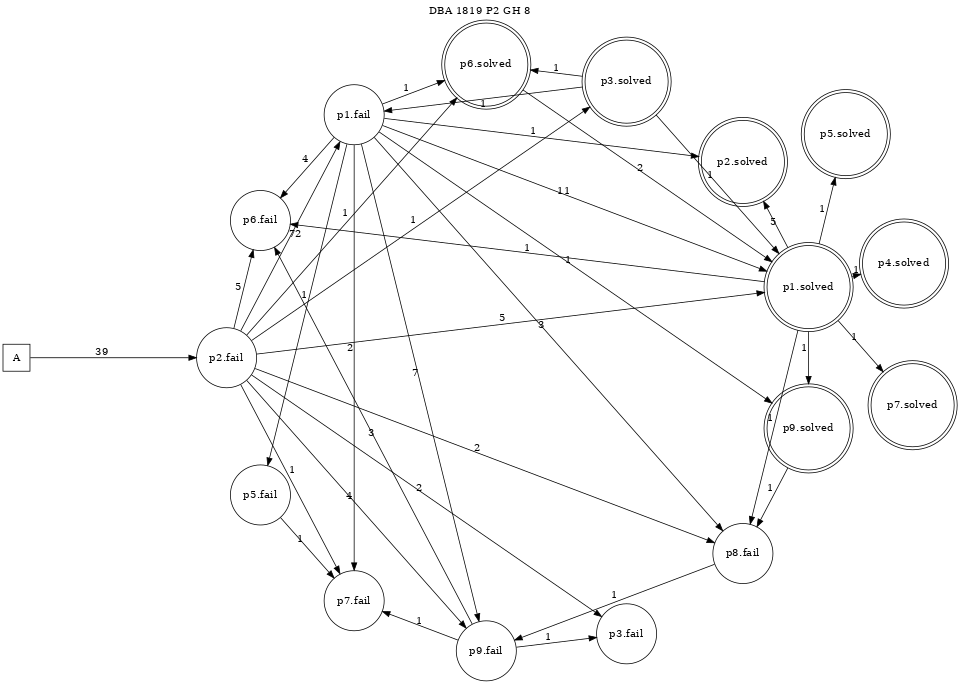 DBA 1819 P2 GH 8
p6.solved
p3.solved
1
1
1
p1.fail
p5.solved
1
p2.solved
4
2
1
11
1
p6.fail
1
1
5
1
72
1
p4.solved
1
1
p1.solved
5
1
3
5
1
1
A
39
p2.fail
2
7
p7.solved
1
p9.solved
3
2
1
2
4
1
p5.fail
1
p8.fail
1
1
p7.fail
1
p3.fail
1
p9.fail